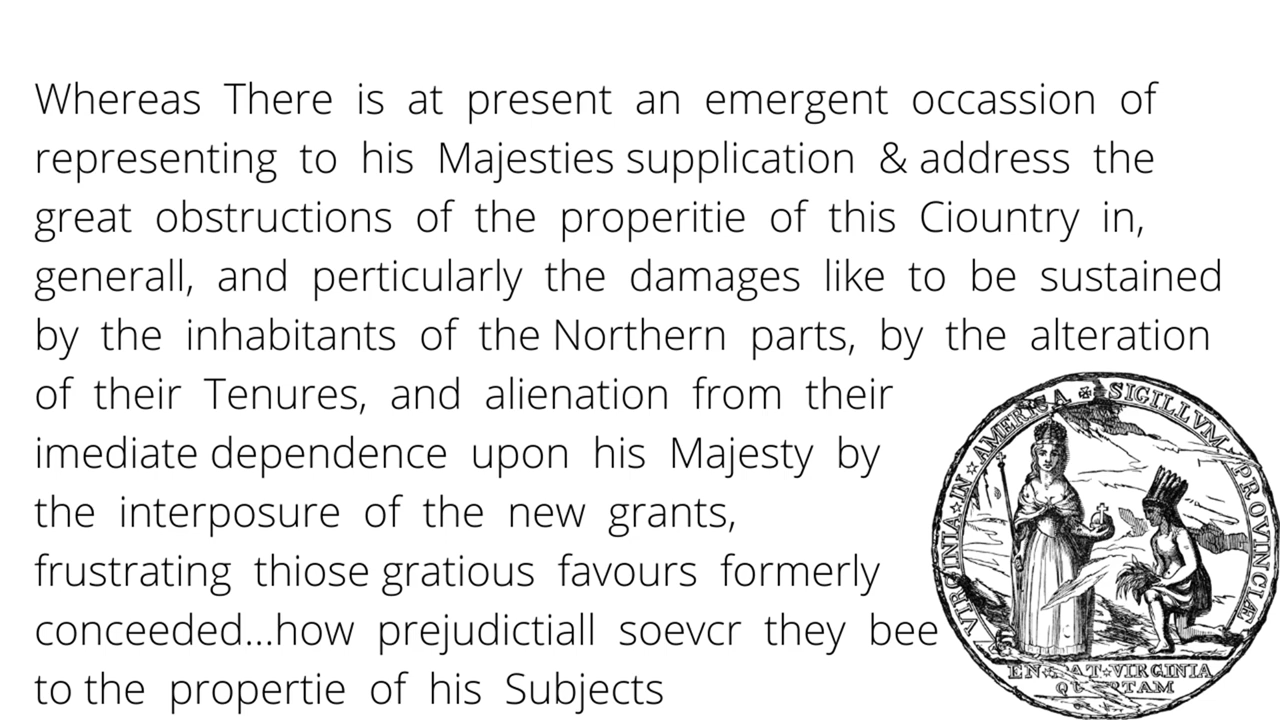 Whereas There is at present an emergent occassion of
representing to his Majesties supplication & address the
great obstructions of the properitie of this Ciountry in,
generall, and perticularly the damages like to be sustained
by the inhabitants of the Northern parts, by the alteration
of their Tenures, and alienation from their
imediate dependence upon his Majesty by
the interposure of the new grants,
frustrating thiose gratious favours formerly
conceeded...how prejudictiall soevcr they bee
to the propertie of his Subjects
VIRGINIA IN AMERICA SIGILLVM PROVINCIÆ
VIRGINIA